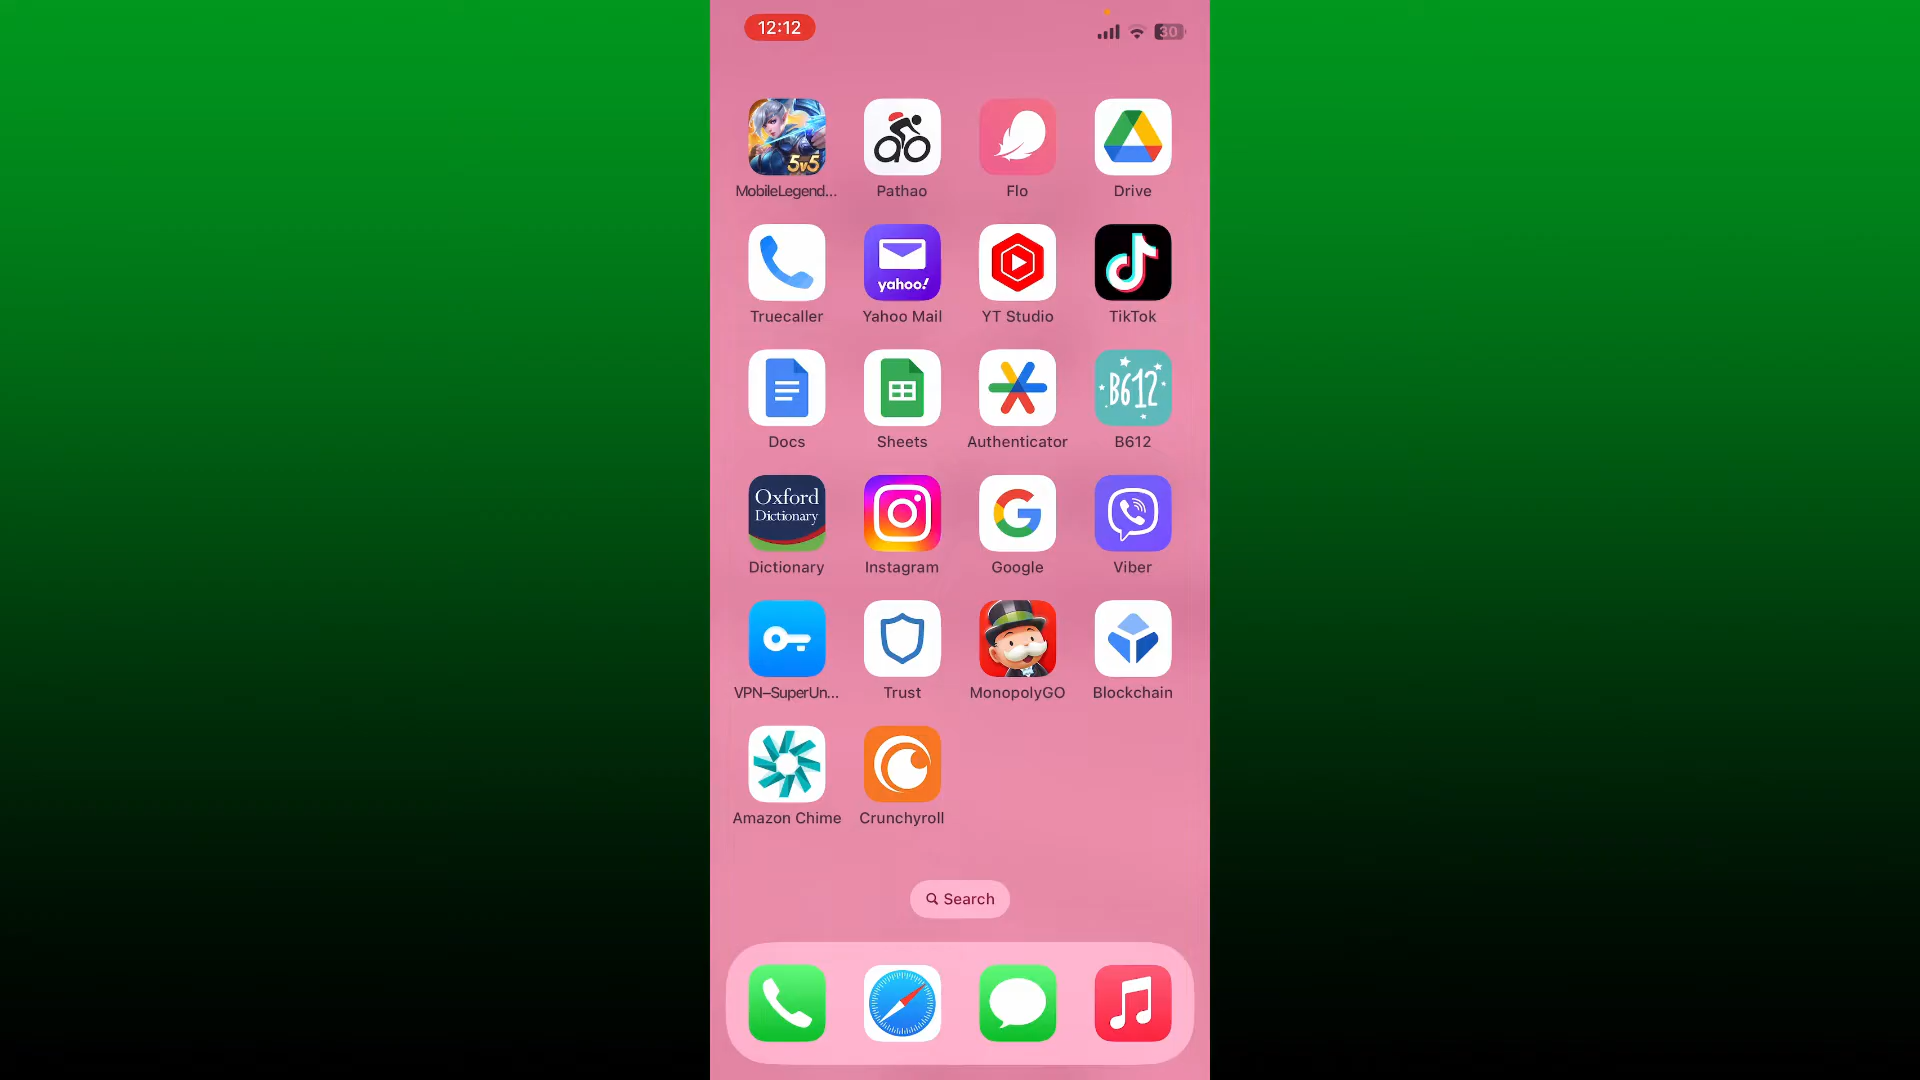 12:12
30
5v5
MobileLegend...
Pathao
Flo
Drive
yahoo!
Truecaller
Yahoo Mail
YT Studio
TikTok
B612
Docs
Sheets
Authenticator
B612
Oxford
Dictionary
Dictionary
Instagram
Google
Viber
VPN–SuperUn...
Trust
MonopolyGO
Blockchain
Amazon Chime
Crunchyroll
Search